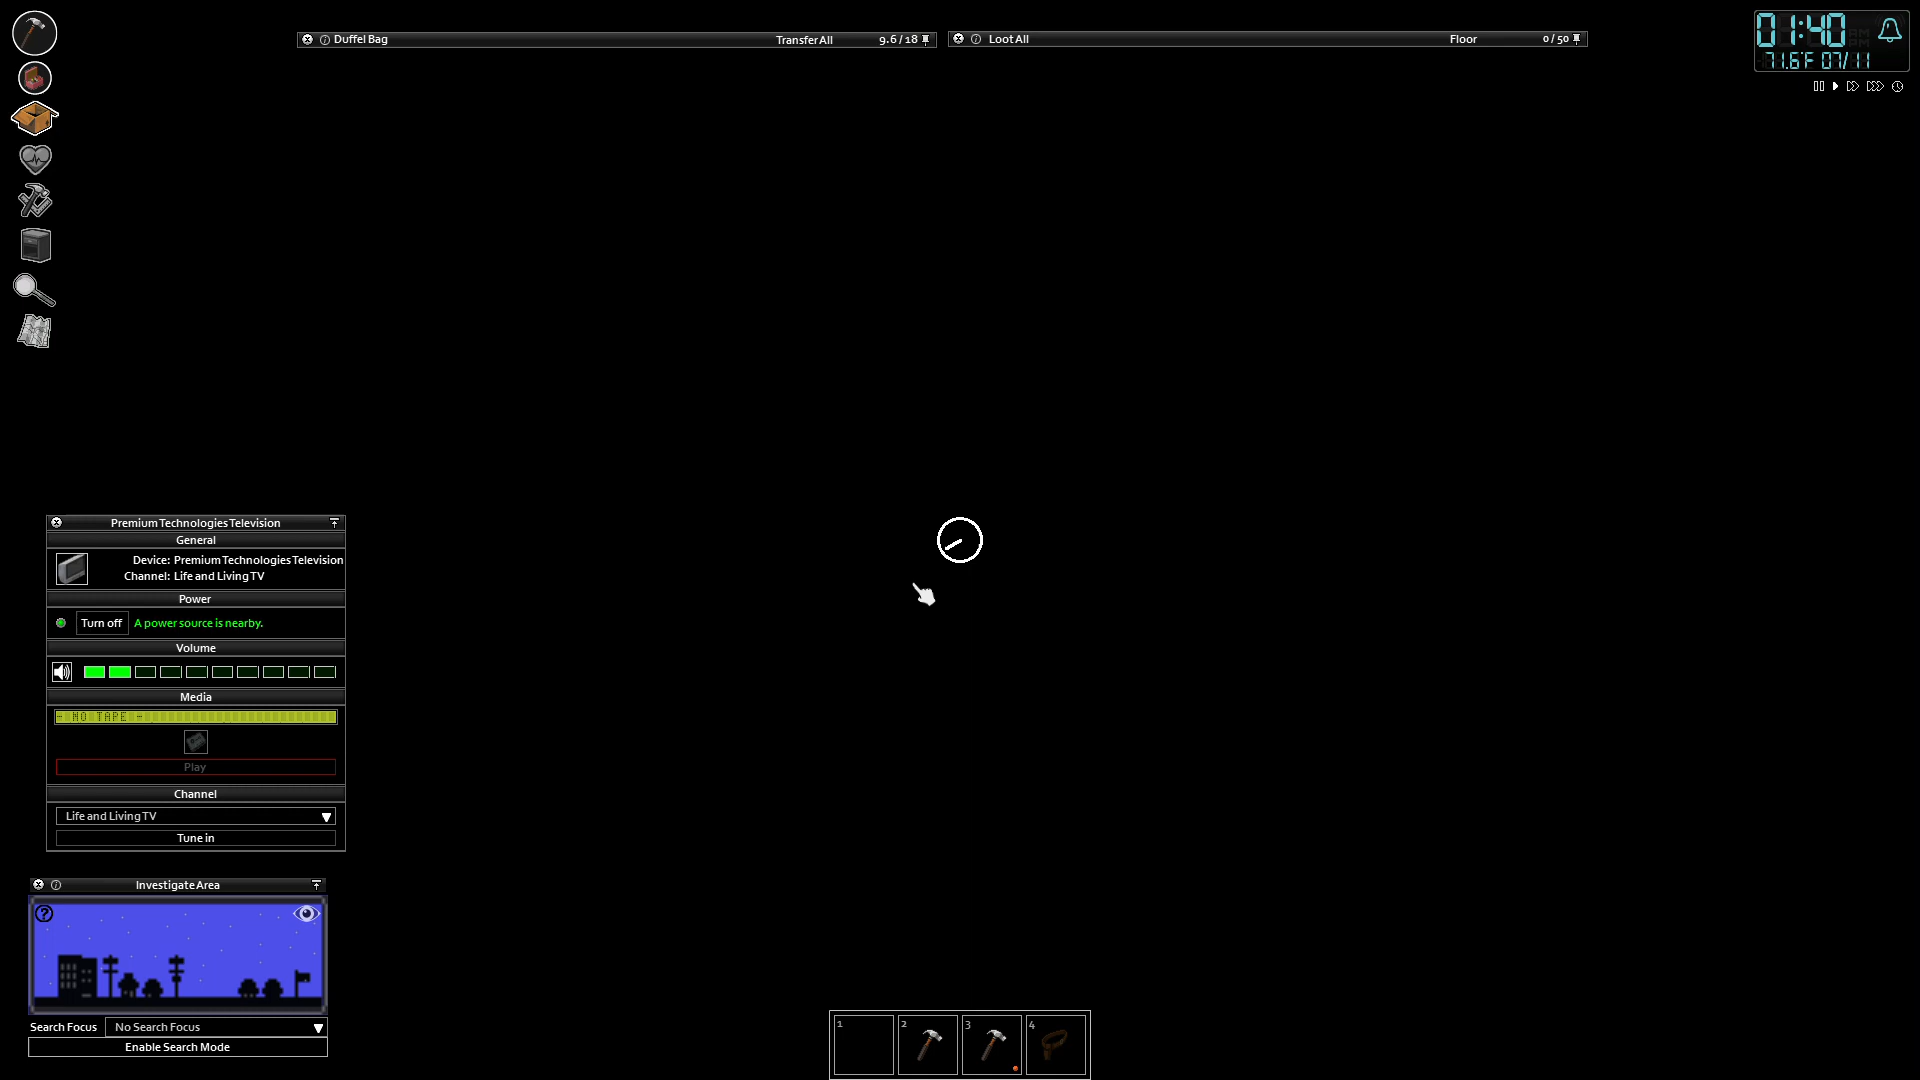 Duffel Bag Transfer All 9.6 / 18
Loot All Floor 0 / 50
01:40
71.6°F 07/11
Premium Technologies Television
General
Device: Premium Technologies Television
Channel: Life and Living TV
Power
Turn off A power source is nearby.
Volume
Media
- NO TAPE -
Play
Channel
Life and Living TV
Tune in
Investigate Area
?
Search Focus No Search Focus
Enable Search Mode
1 2 3 4